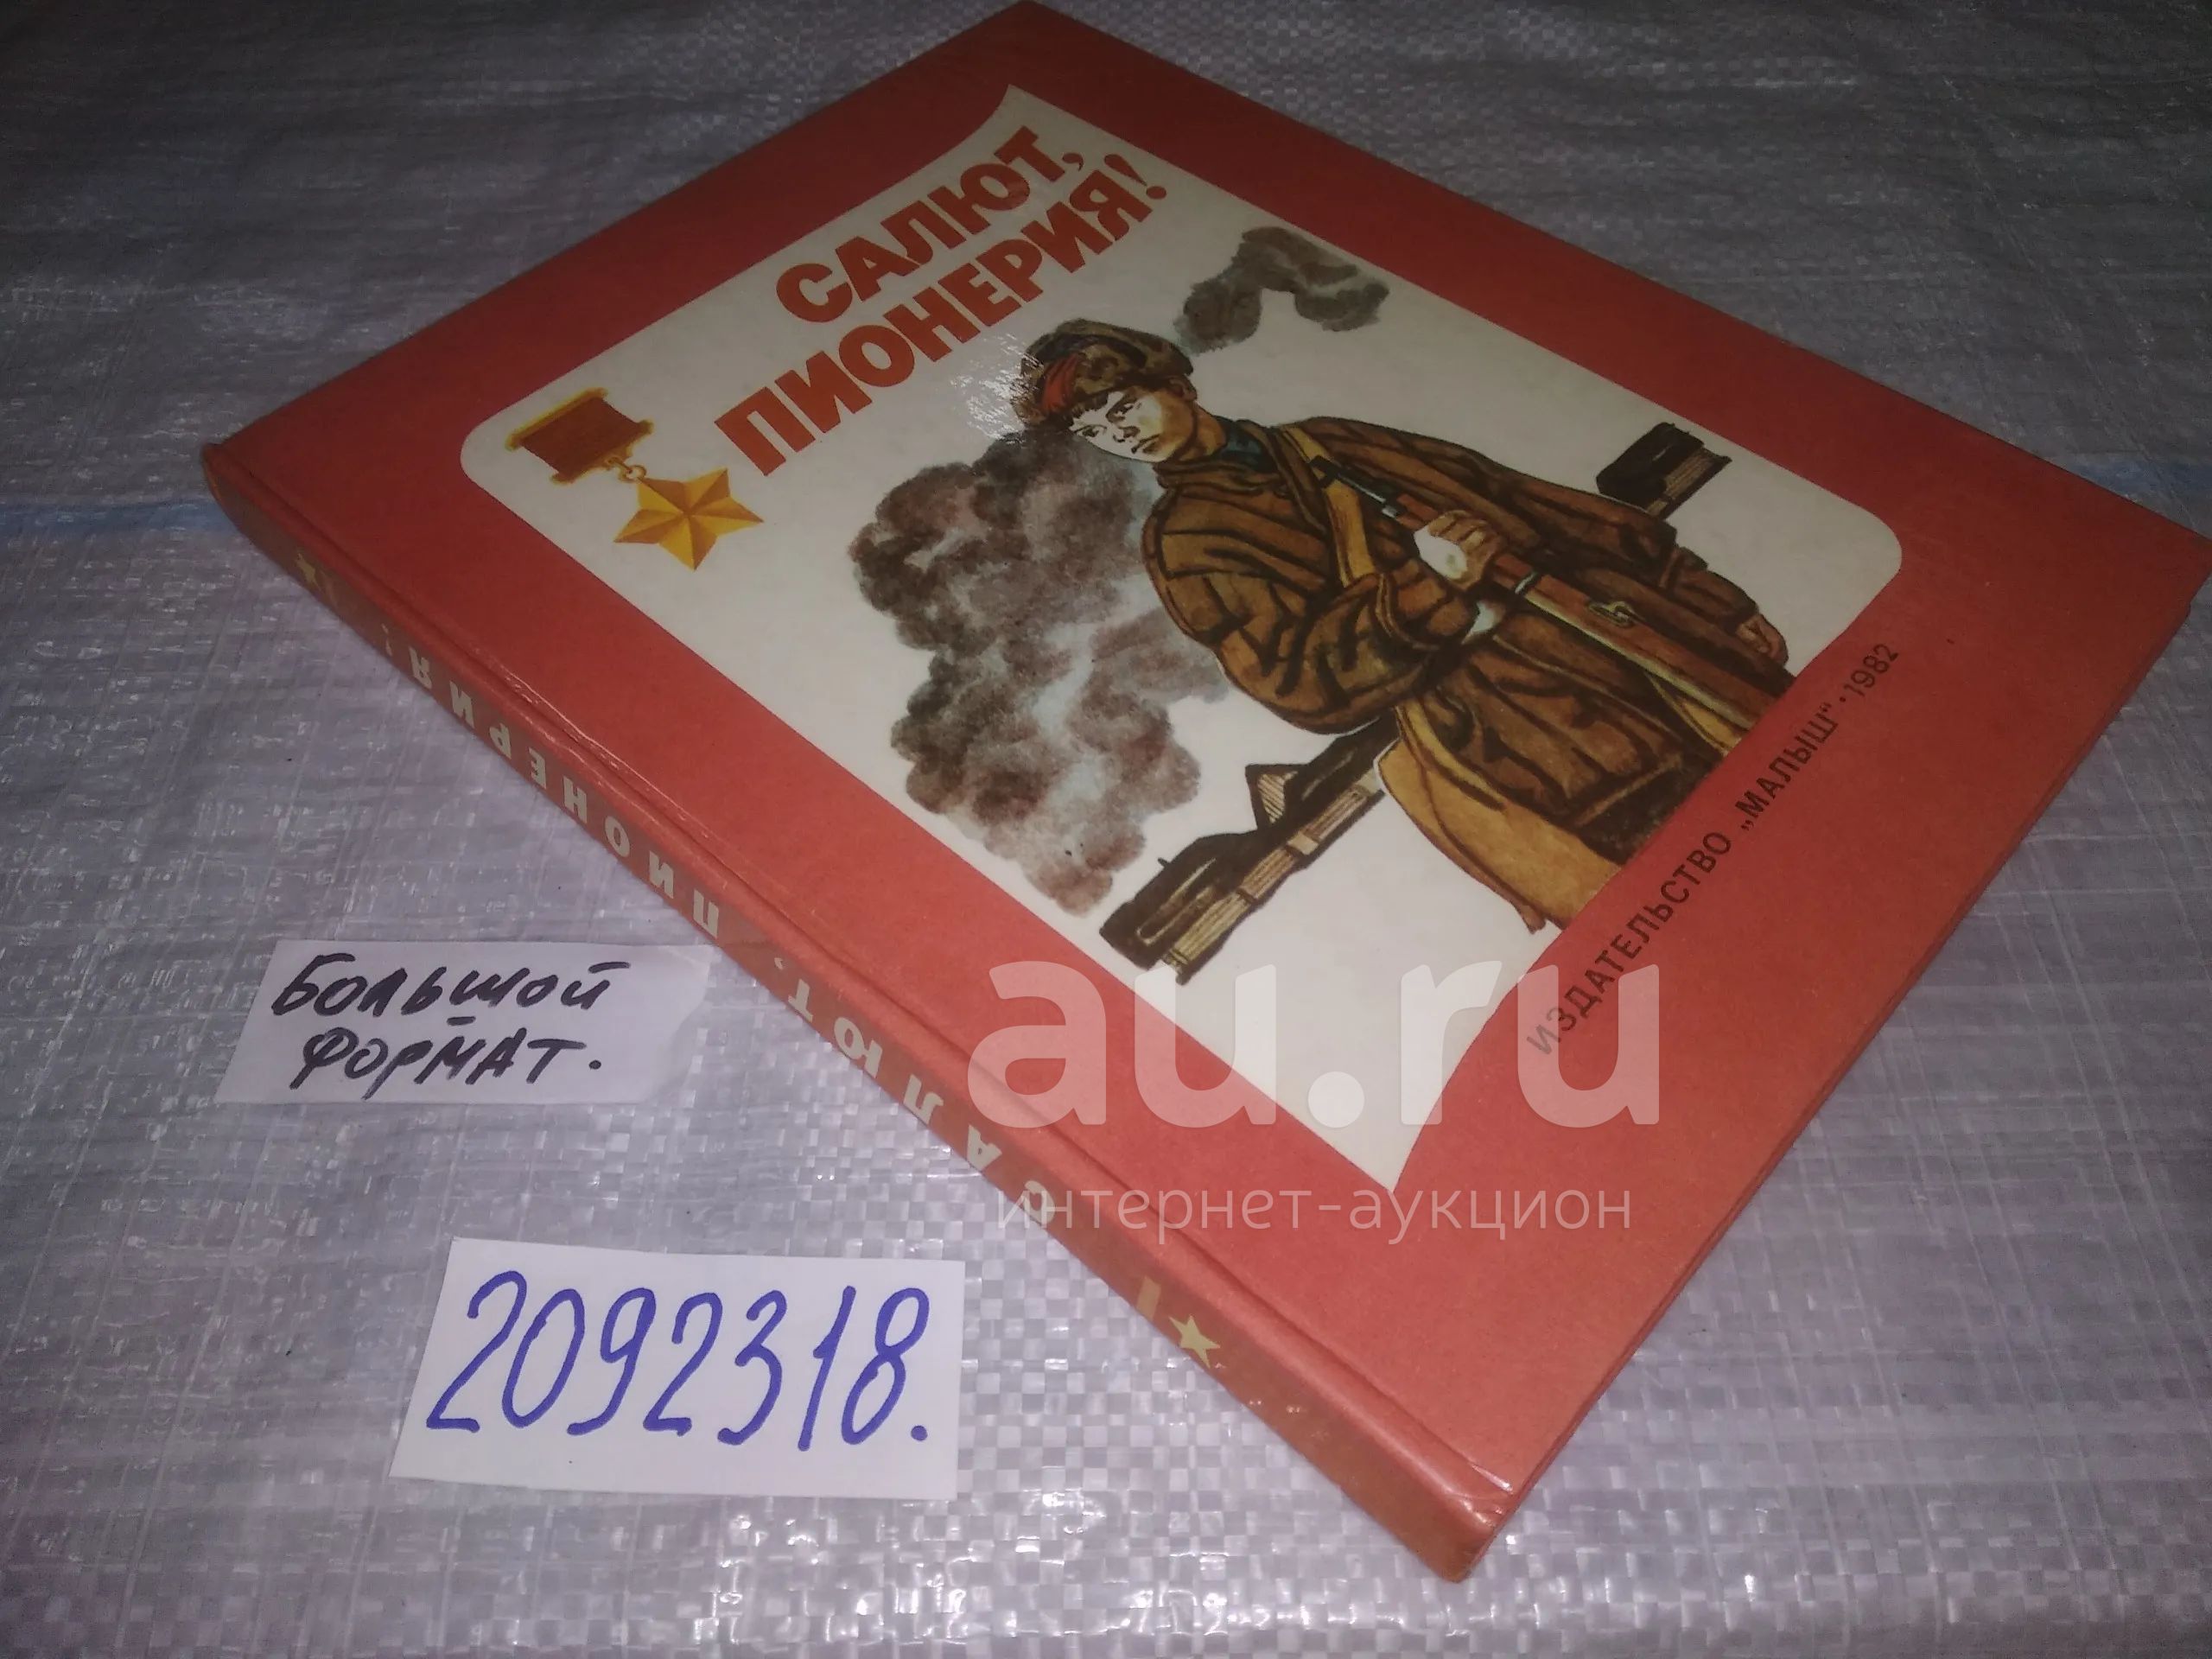 САЛЮТ,
ПИОНЕРИЯ!
ИЗДАТЕЛЬСТВО „МАЛЫШ“ · 1982
САЛЮТ, ПИОНЕРИЯ!
БОЛЬШОЙ
ФОРМАТ.
2092318.
au.ru
интернет-аукцион